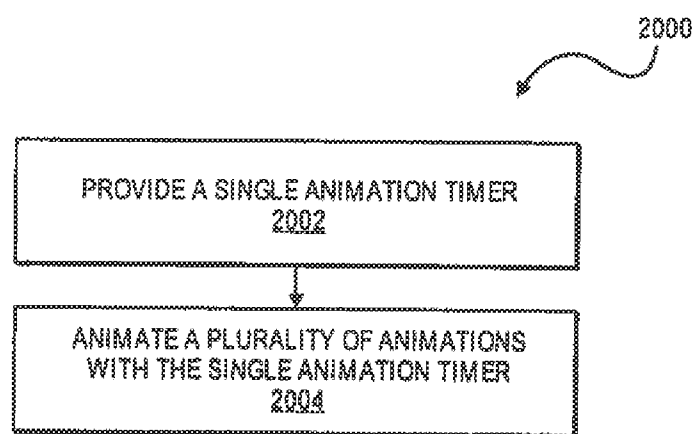 2000
PROVIDE A SINGLE ANIMATION TIMER
2002
ANIMATE A PLURALITY OF ANIMATIONS
WITH THE SINGLE ANIMATION TIMER
2004